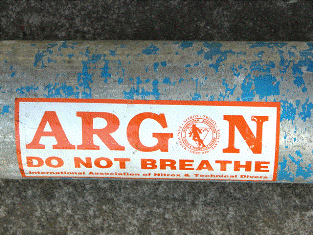 ARGON
DO NOT BREATHE
International Association of Nitrox & Technical Divers